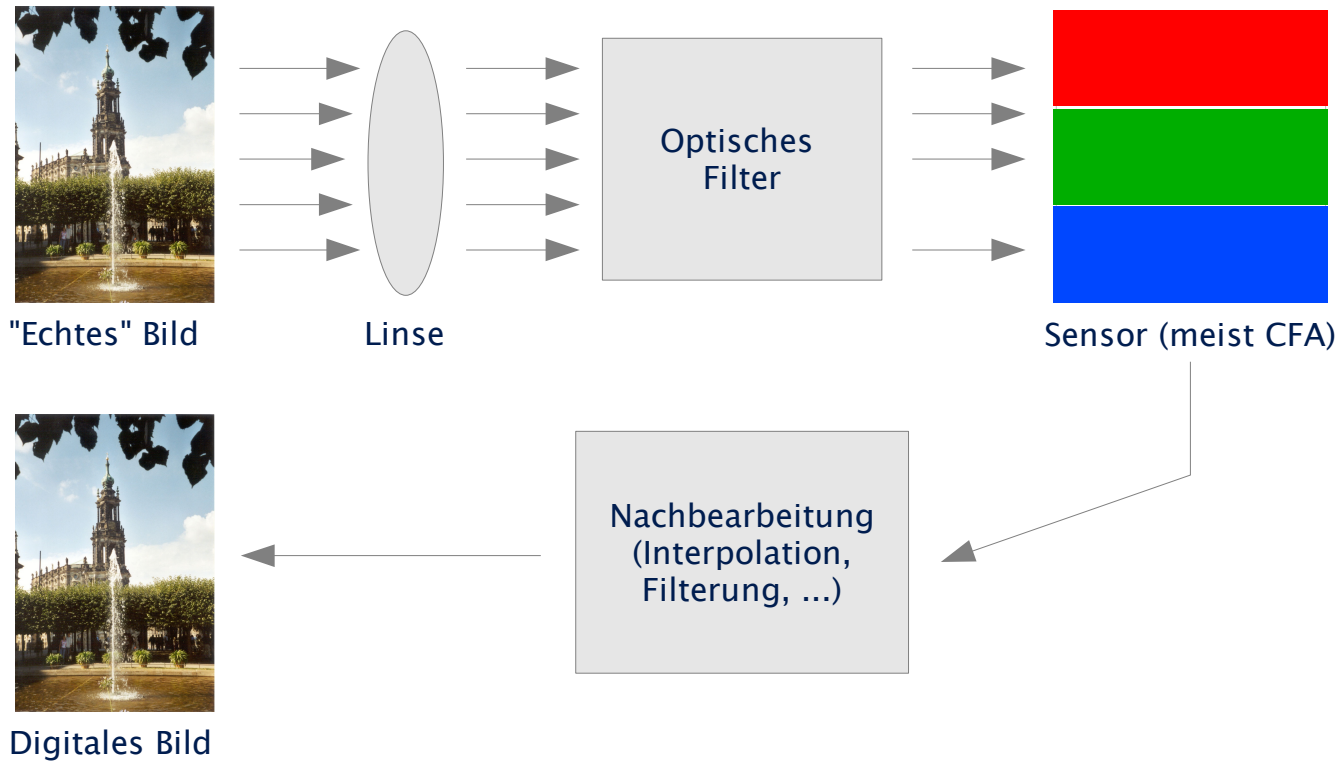 Optisches
Filter
"Echtes" Bild
Linse
Sensor (meist CFA)
Nachbearbeitung
(Interpolation,
Filterung, ...)
Digitales Bild